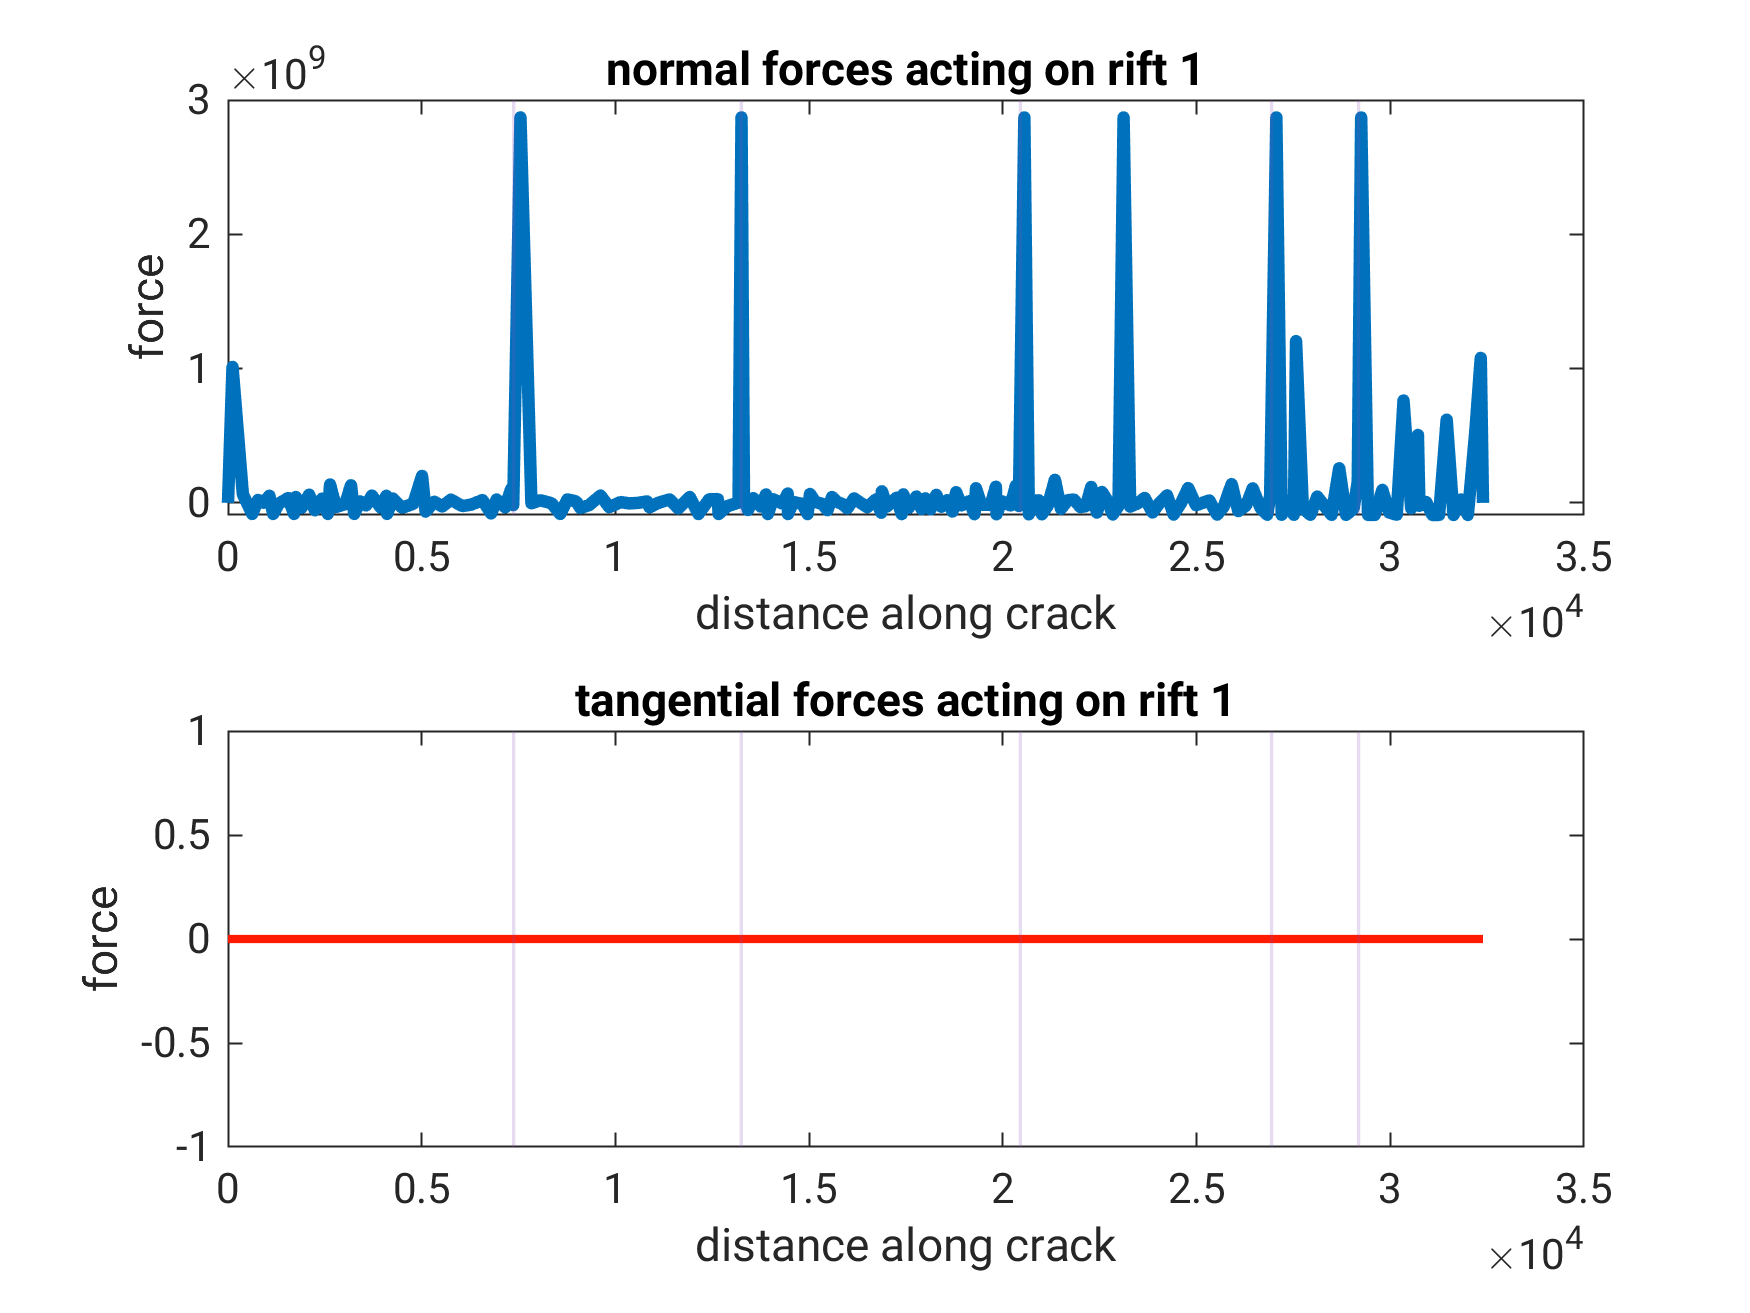 normal forces acting on rift 1
×10⁹
3
2
1
0
force
0 0.5 1 1.5 2 2.5 3 3.5
distance along crack
×10⁴
tangential forces acting on rift 1
1
0.5
0
-0.5
-1
force
0 0.5 1 1.5 2 2.5 3 3.5
distance along crack
×10⁴